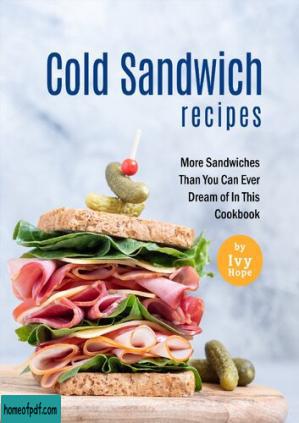 Cold Sandwich
recipes
More Sandwiches
Than You Can Ever
Dream of In This
Cookbook
by
Ivy
Hope
homeofpdf.com